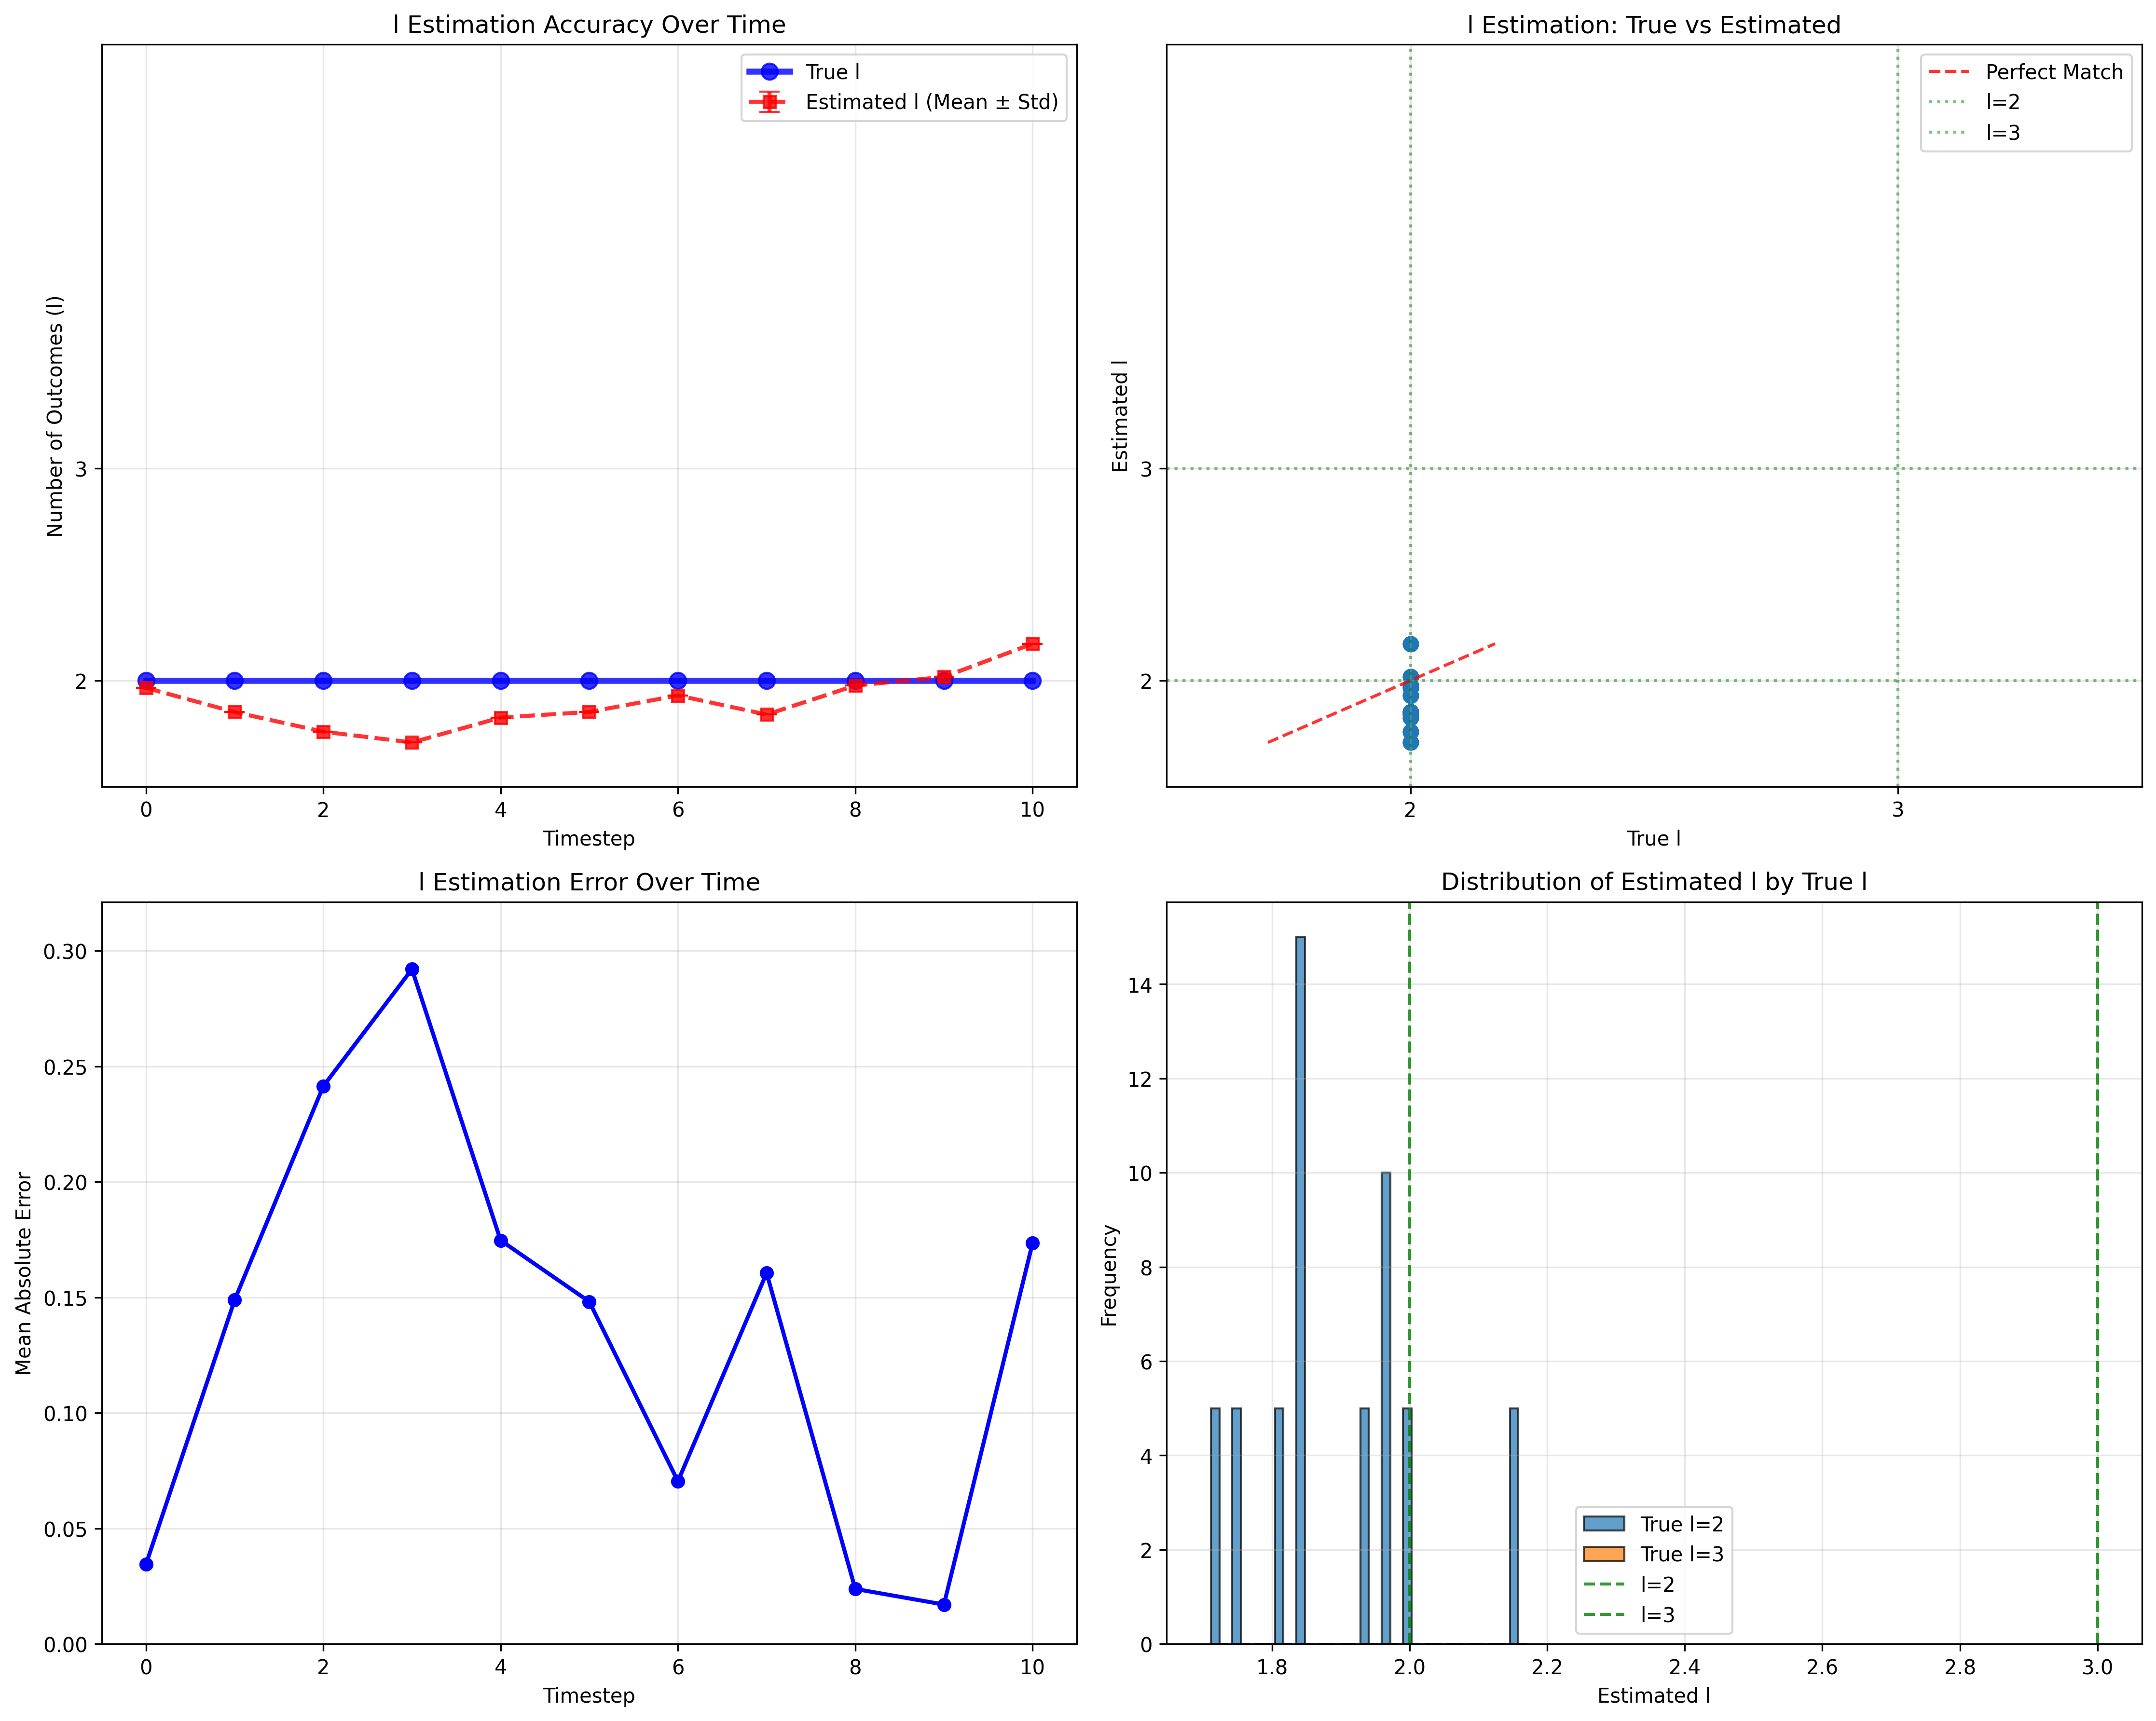 l Estimation Accuracy Over Time
True l
Estimated l (Mean ± Std)
Number of Outcomes (l)
3
2
0 2 4 6 8 10
Timestep
l Estimation: True vs Estimated
Perfect Match
l=2
l=3
Estimated l
3
2
2 3
True l
l Estimation Error Over Time
Mean Absolute Error
0.30
0.25
0.20
0.15
0.10
0.05
0.00
0 2 4 6 8 10
Timestep
Distribution of Estimated l by True l
Frequency
14
12
10
8
6
4
2
0
True l=2
True l=3
l=2
l=3
1.8 2.0 2.2 2.4 2.6 2.8 3.0
Estimated l